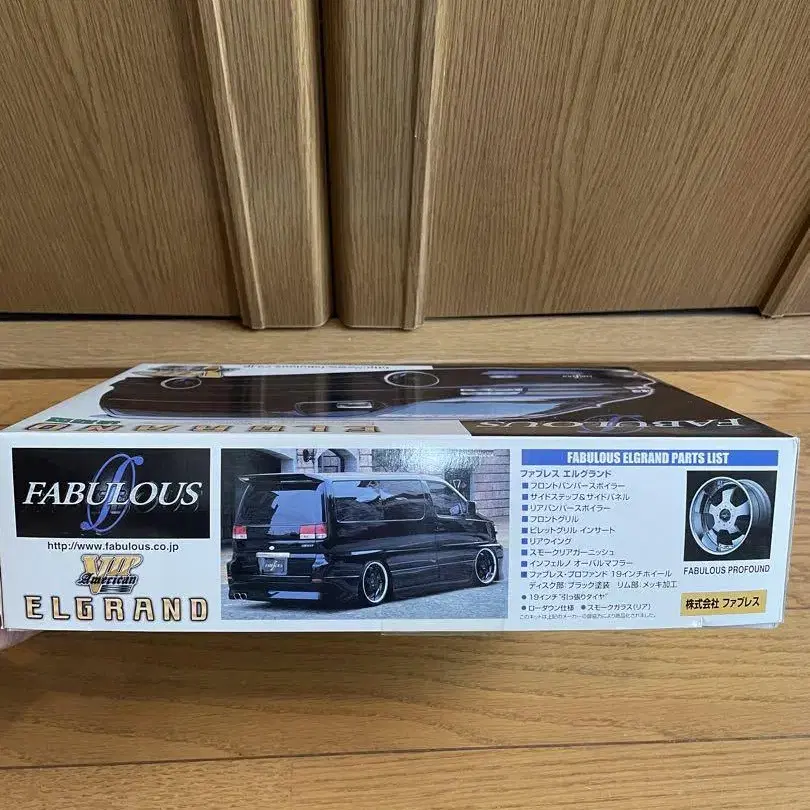 http://www.fabulous.co.jp
ELGRAND
FABULOUS
FABULOUS
http://www.fabulous.co.jp
VIP
American
ELGRAND
FABULOUS ELGRAND PARTS LIST
ファブレス エルグランド
■フロントバンパースポイラー
■サイドステップ&サイドパネル
■リアバンパースポイラー
■フロントグリル
■ビレットグリル インサート
■リアウイング
■スモークリアガーニッシュ
■インフェルノ オーバルマフラー
■ファブレス・プロファンド 19インチホイール
ディスク部:ブラック塗装 リム部:メッキ加工
●19インチ"引っ張りタイヤ"
●ローダウン仕様 ●スモークガラス(リア)
FABULOUS PROFOUND
株式会社 ファブレス